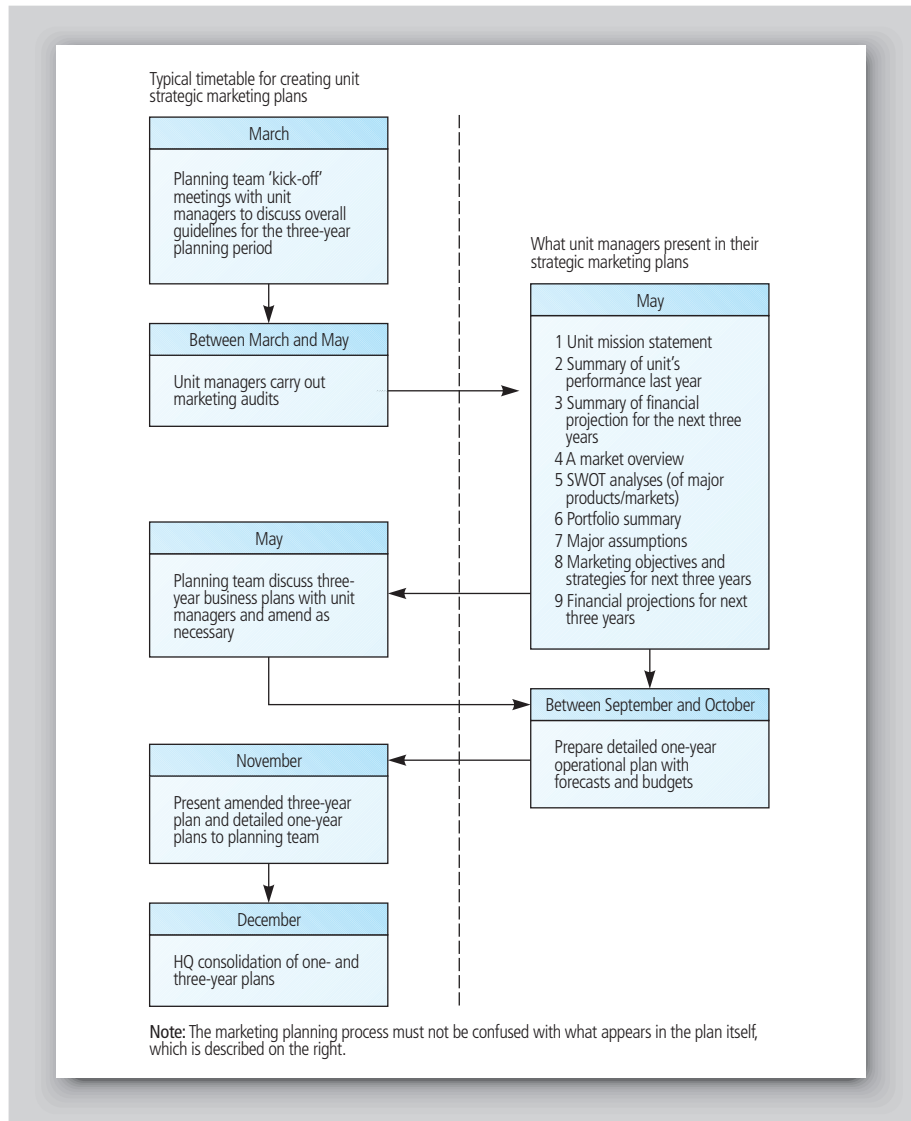 Typical timetable for creating unit
strategic marketing plans
March
Planning team ‘kick-off’
meetings with unit
managers to discuss overall
guidelines for the three-year
planning period
Between March and May
Unit managers carry out
marketing audits
What unit managers present in their
strategic marketing plans
May
1 Unit mission statement
2 Summary of unit’s
performance last year
3 Summary of financial
projection for the next three
years
4 A market overview
5 SWOT analyses (of major
products/markets)
6 Portfolio summary
7 Major assumptions
8 Marketing objectives and
strategies for next three years
9 Financial projections for next
three years
May
Planning team discuss three-
year business plans with unit
managers and amend as
necessary
Between September and October
Prepare detailed one-year
operational plan with
forecasts and budgets
November
Present amended three-year
plan and detailed one-year
plans to planning team
December
HQ consolidation of one- and
three-year plans
Note: The marketing planning process must not be confused with what appears in the plan itself,
which is described on the right.